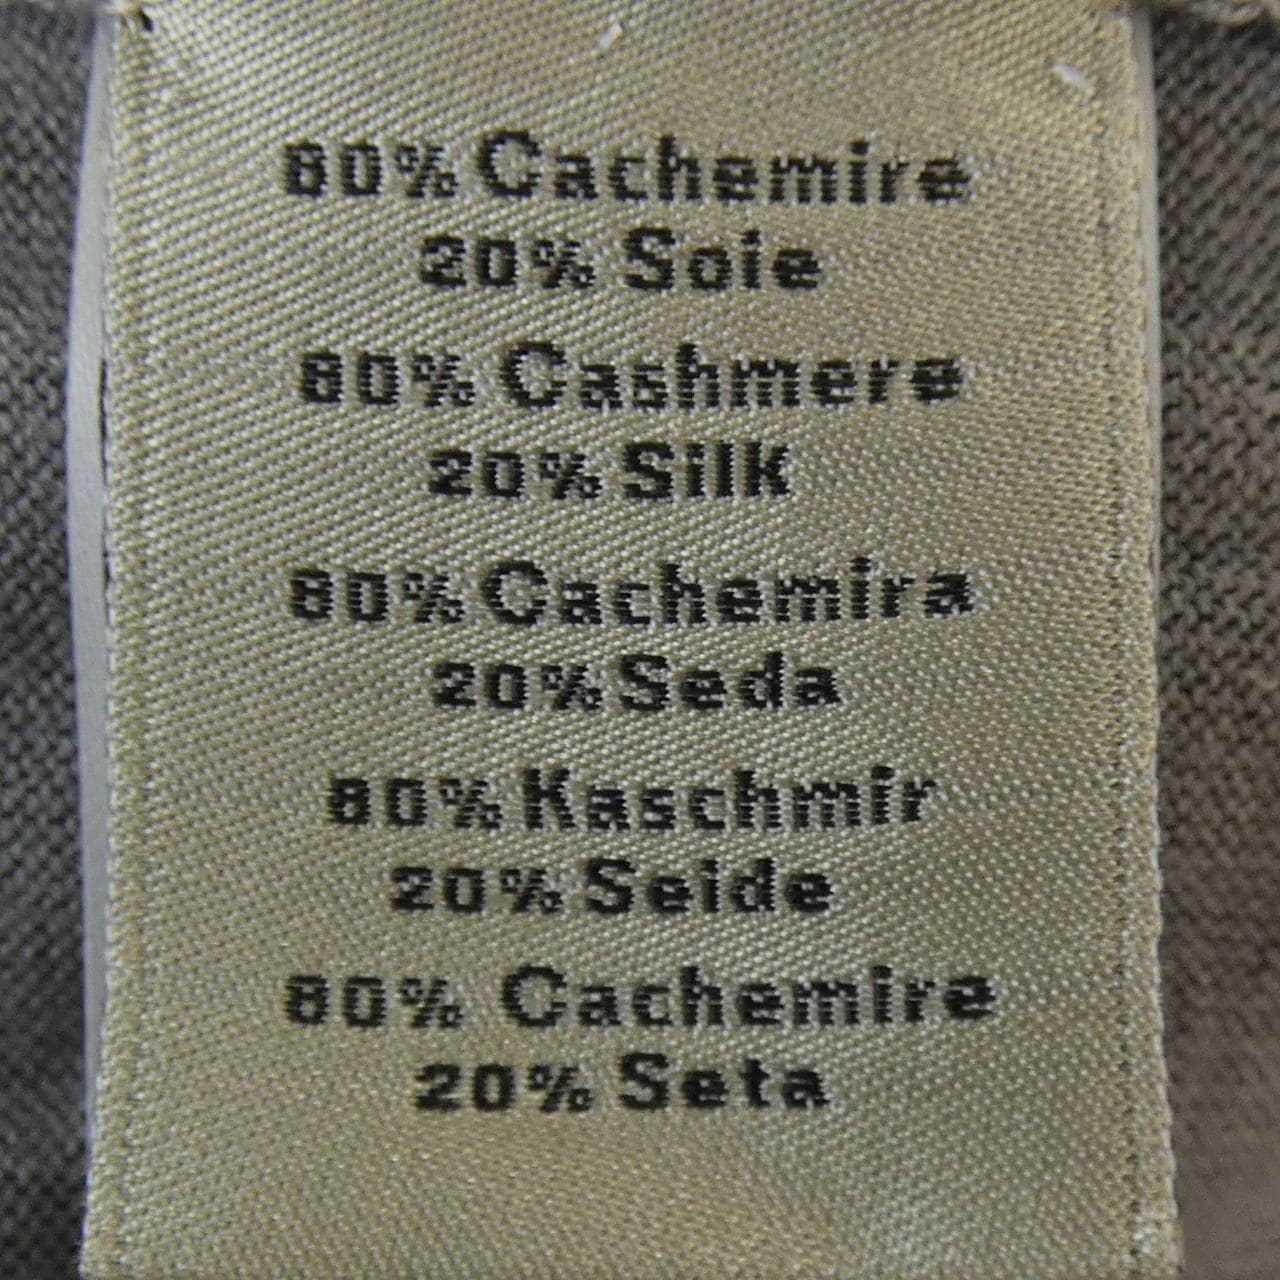 80% Cachemire
20% Soie
80% Cashmere
20% Silk
80% Cachemira
20% Seda
80% Kaschmir
20% Seide
80% Cachemire
20% Seta